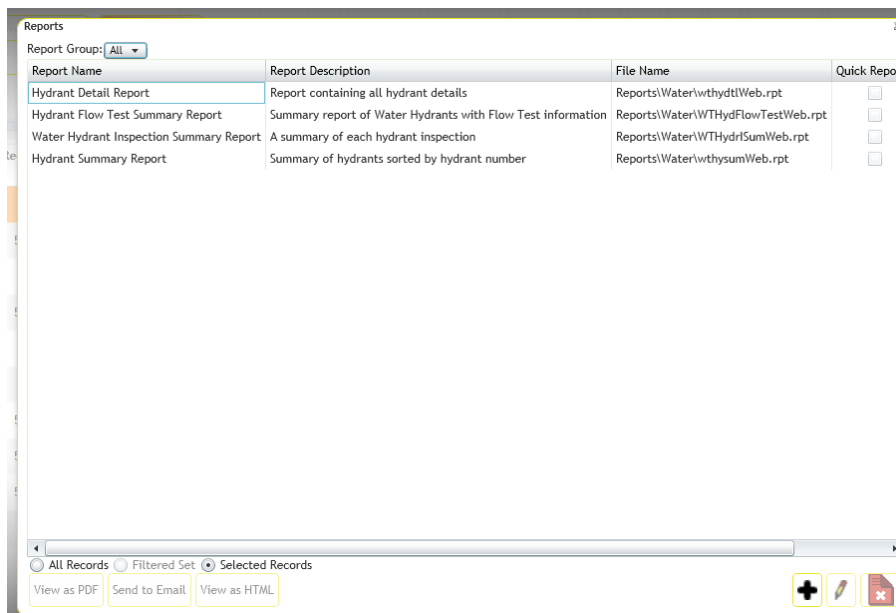 Reports
Report Group: All
Report Name Report Description File Name Quick Repo
Hydrant Detail Report Report containing all hydrant details Reports\Water\wthydtlWeb.rpt
Hydrant Flow Test Summary Report Summary report of Water Hydrants with Flow Test information Reports\Water\WTHydFlowTestWeb.rpt
Water Hydrant Inspection Summary Report A summary of each hydrant inspection Reports\Water\WTHydrISumWeb.rpt
Hydrant Summary Report Summary of hydrants sorted by hydrant number Reports\Water\wthysumWeb.rpt
All Records Filtered Set Selected Records
View as PDF Send to Email View as HTML